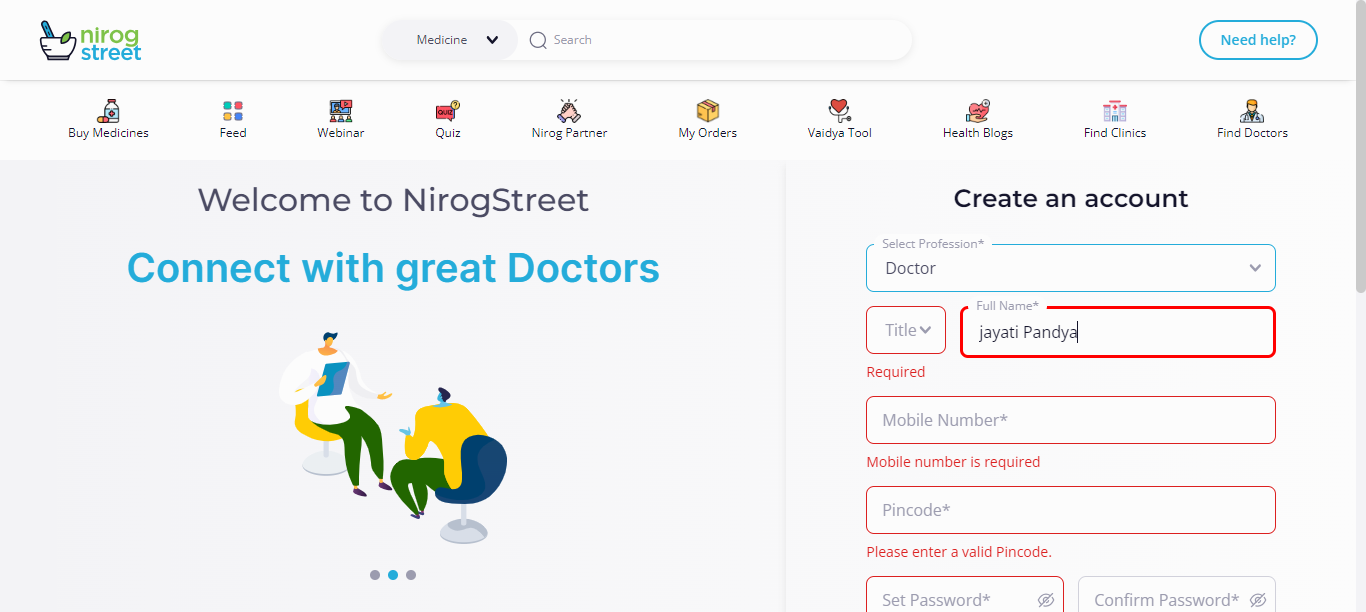 nirog
street
Medicine
Search
Need help?
Buy Medicines
Feed
Webinar
QUIZ
Quiz
Nirog Partner
My Orders
Vaidya Tool
Health Blogs
Find Clinics
Find Doctors
Welcome to NirogStreet
Connect with great Doctors
Create an account
Select Profession*
Doctor
Title
Full Name*
jayati Pandya
Required
Mobile Number*
Mobile number is required
Pincode*
Please enter a valid Pincode.
Set Password*
Confirm Password*